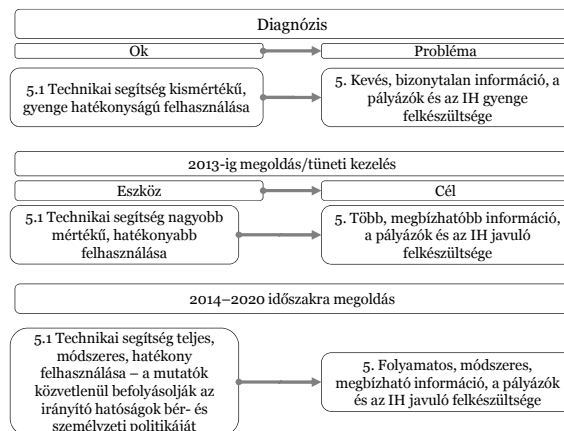 Diagnózis
Ok
Probléma
5.1 Technikai segítség kismértékű,
gyenge hatékonyságú felhasználása
5. Kevés, bizonytalan információ, a
pályázók és az IH gyenge
felkészültsége
2013-ig megoldás/tüneti kezelés
Eszköz
Cél
5.1 Technikai segítség nagyobb
mértékű, hatékonyabb
felhasználása
5. Több, megbízhatóbb információ,
a pályázók és az IH javuló
felkészültsége
2014–2020 időszakra megoldás
5.1 Technikai segítség teljes,
módszeres, hatékony
felhasználása – a mutatók
közvetlenül befolyásolják az
irányító hatóságok bér- és
személyzeti politikáját
5. Folyamatos, módszeres,
megbízható információ, a pályázók
és az IH javuló felkészültsége